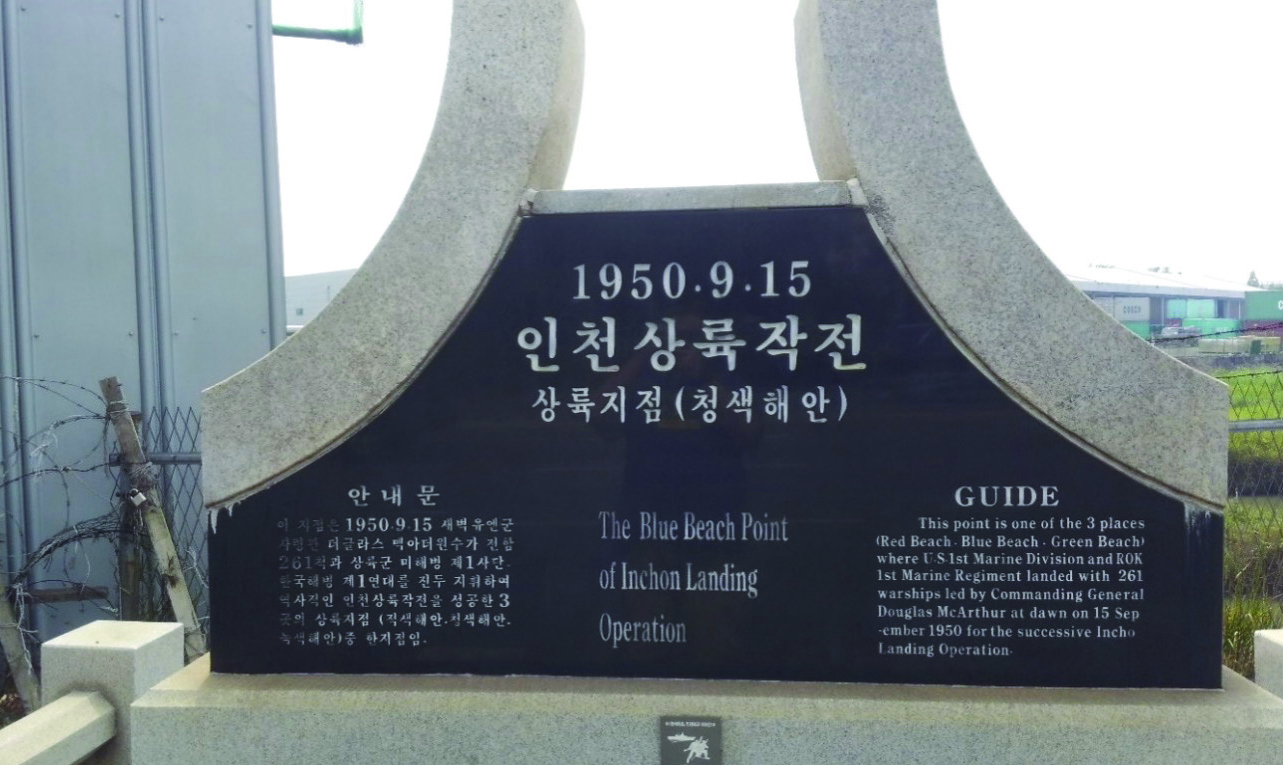 1950.9.15
인천상륙작전
상륙지점(청색해안)
안내문
이 지점은 1950.9.15 새벽유엔군
사령관 더글라스 맥아더원수가 전함
261척과 상륙군 미해병 제1사단.
한국해병 제1연대를 진두 지휘하여
역사적인 인천상륙작전을 성공한 3
곳의 상륙지점 (적색해안.청색해안.
녹색해안)중 한지점임.
The Blue Beach Point
of Inchon Landing
Operation
GUIDE
This point is one of the 3 places
(Red Beach . Blue Beach . Green Beach)
where U·S.1st Marine Division and ROK
1st Marine Regiment landed with 261
warships led by Commanding General
Douglas McArthur at dawn on 15 Sep
-ember 1950 for the successive Incho
Landing Operation.